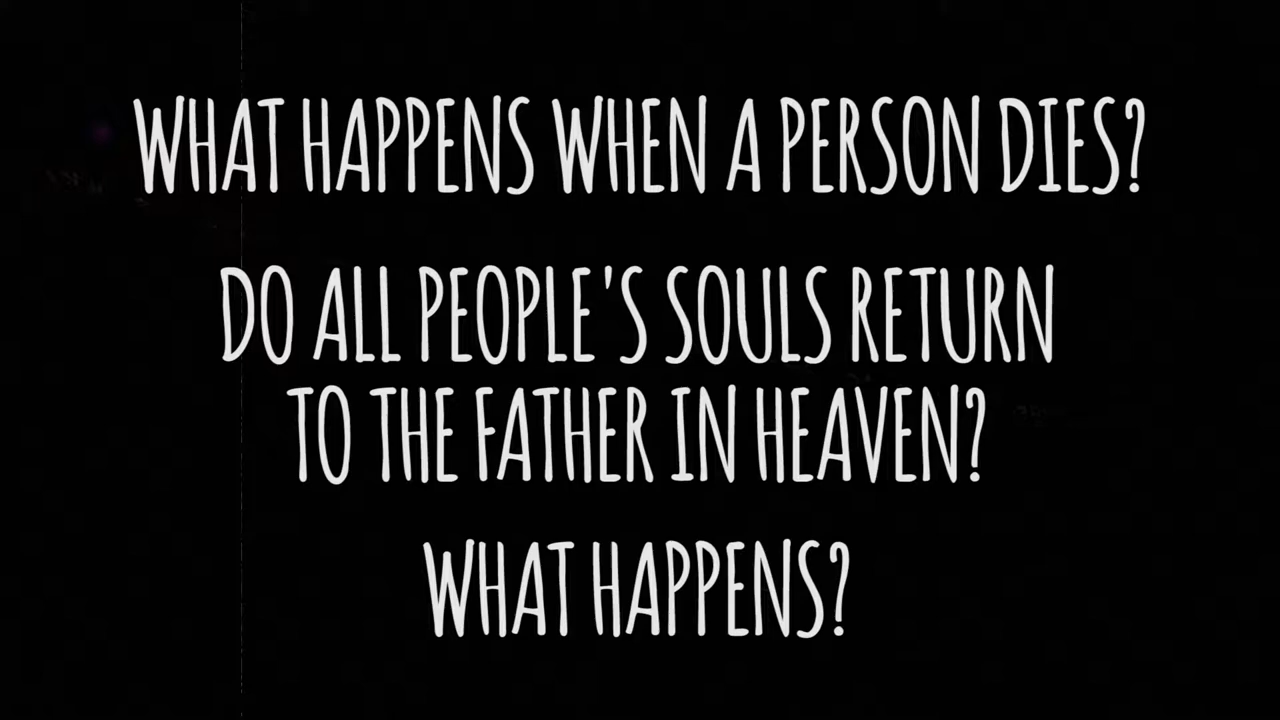 WHAT HAPPENS WHEN A PERSON DIES?
DO ALL PEOPLE'S SOULS RETURN
TO THE FATHER IN HEAVEN?
WHAT HAPPENS?